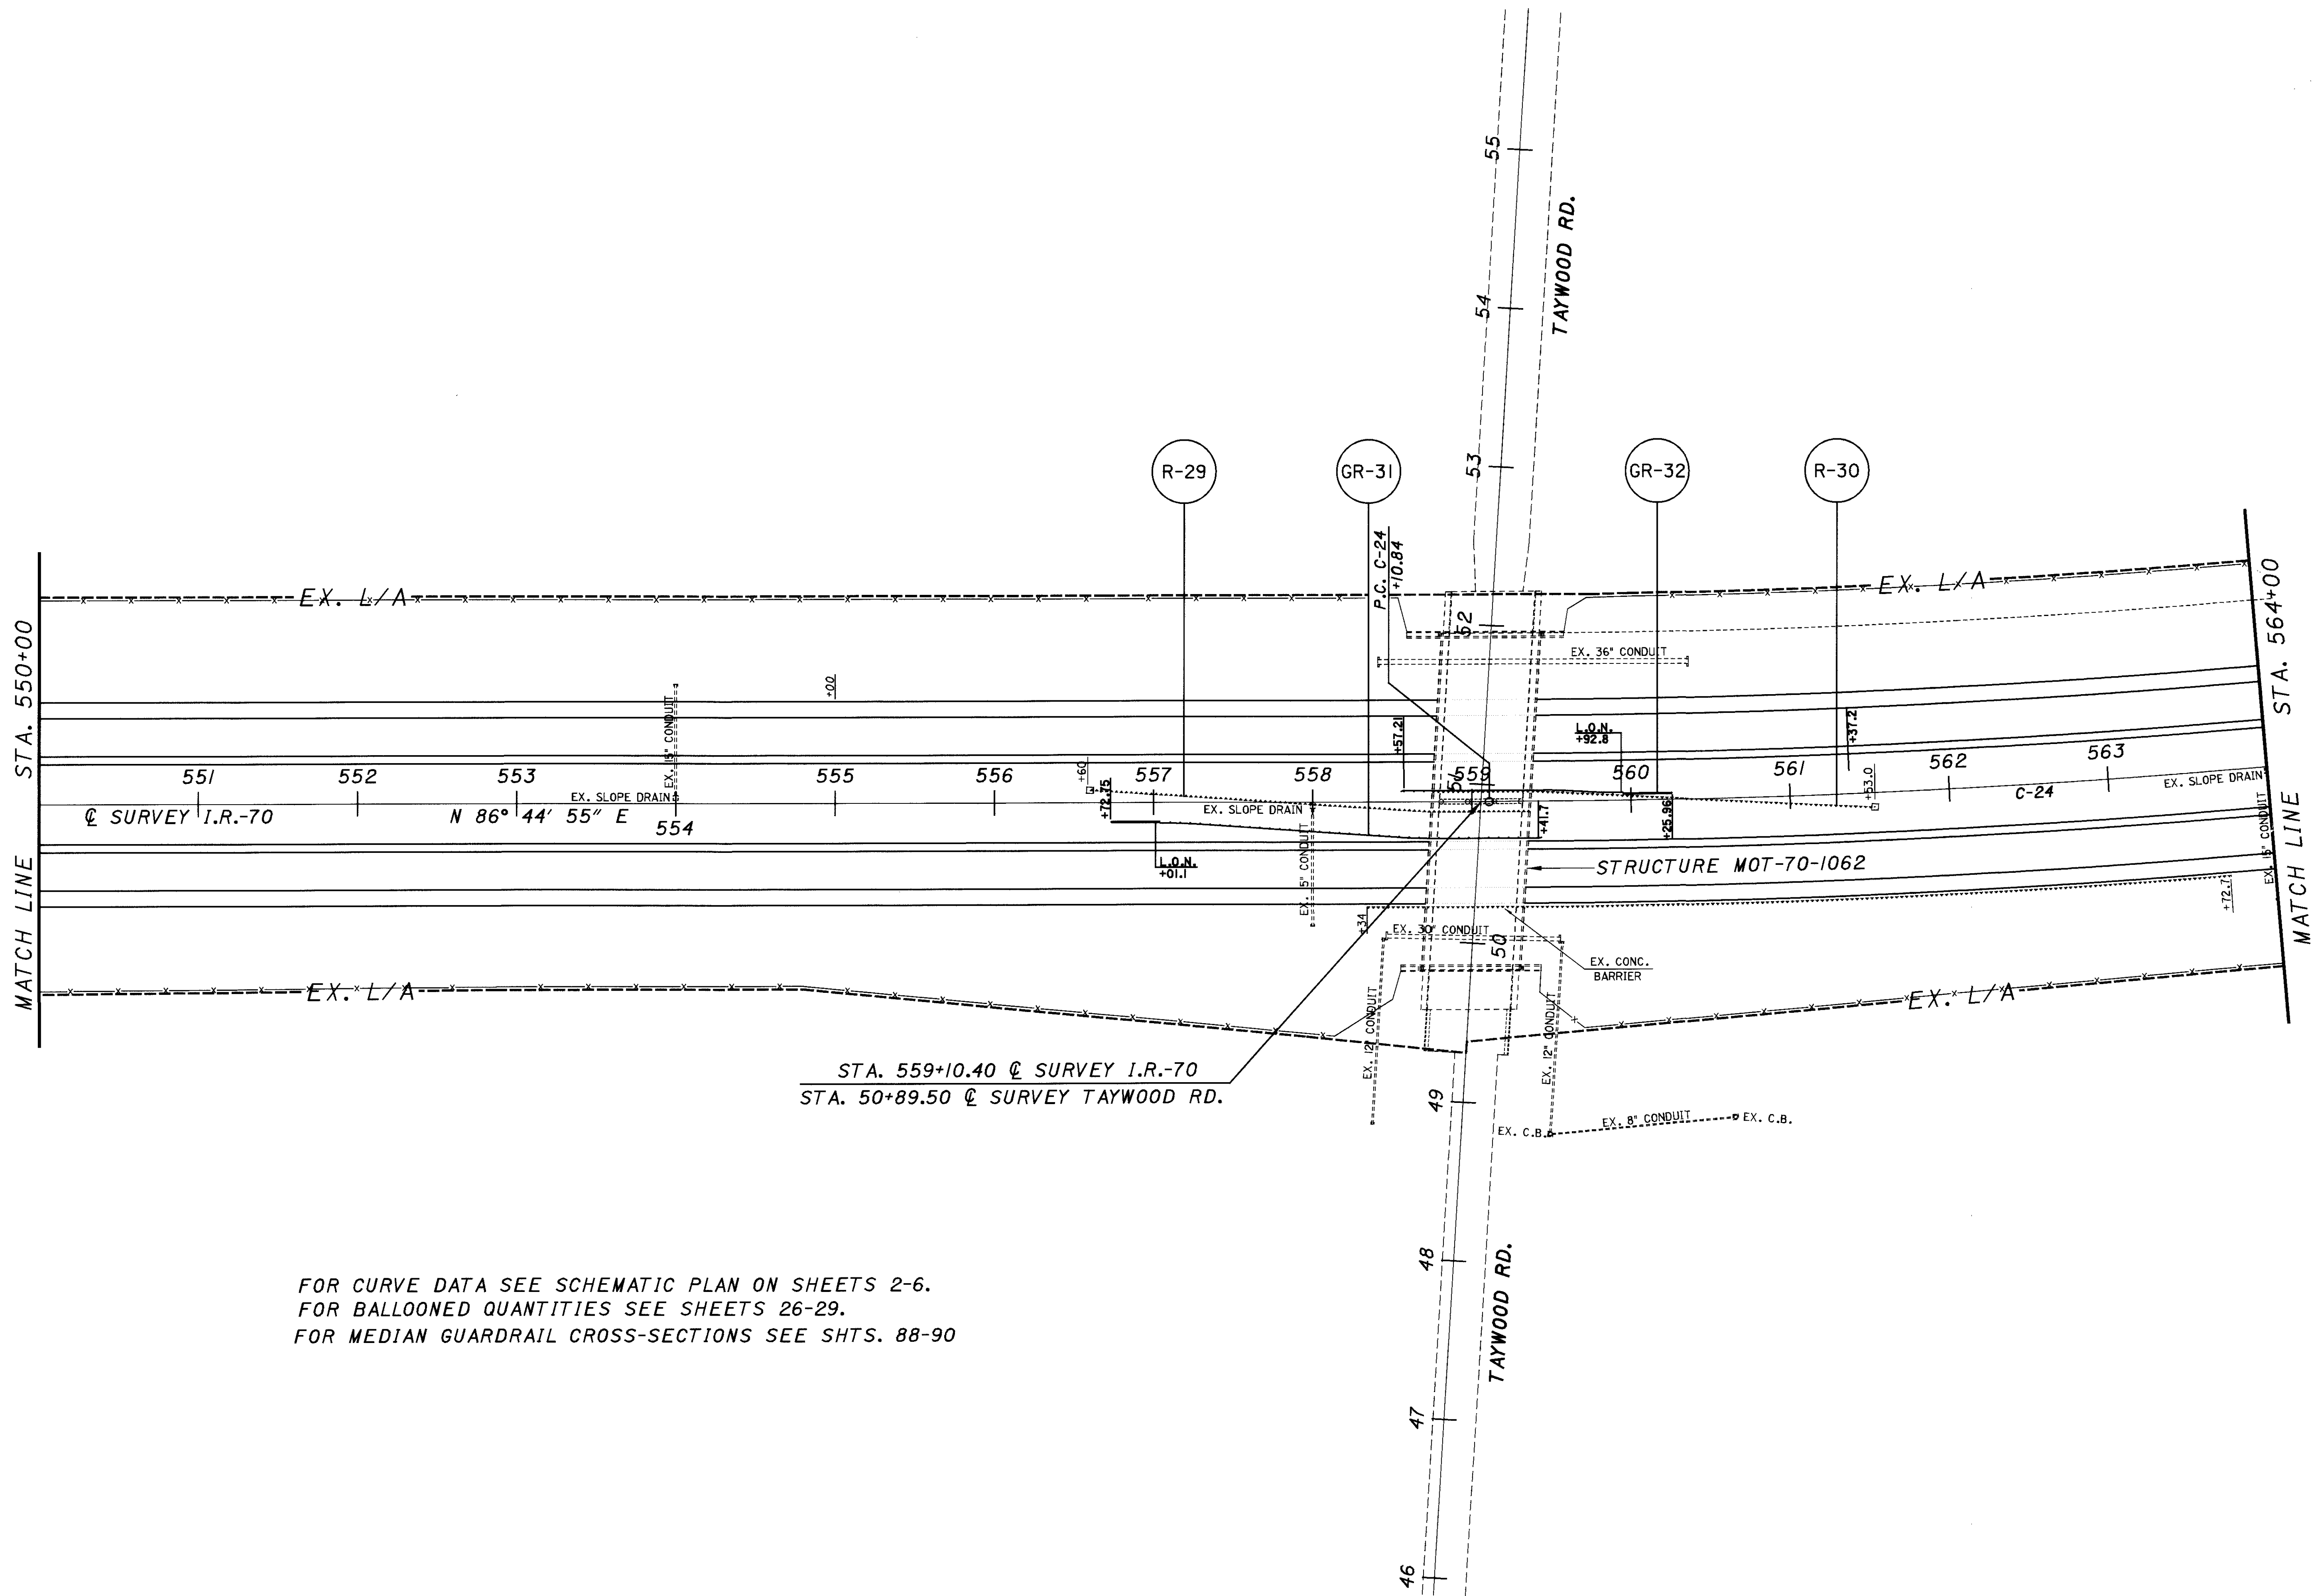 55
TAYWOOD RD.
54
53
R-29
GR-31
GR-32
R-30
P.C. C-24
+10.84
EX. L/A
EX. L/A
52
EX. 36" CONDUIT
MATCH LINE STA. 550+00
MATCH LINE STA. 564+00
EX. 15" CONDUIT
+00
+57.21
L.O.N.
+92.8
+37.2
551
552
553
554
555
556
557
558
559
560
561
562
563
51
+60
+72.75
EX. SLOPE DRAIN
EX. SLOPE DRAIN
EX. SLOPE DRAIN
+53.0
C-24
℄ SURVEY I.R.-70
N 86° 44' 55" E
+41.7
+25.96
L.O.N.
+01.1
EX. 5" CONDUIT
EX. 15" CONDUIT
STRUCTURE MOT-70-1062
+34
+72.7
EX. 30" CONDUIT
50
EX. CONC.
BARRIER
EX. L/A
EX. L/A
EX. 12" CONDUIT
EX. 12" CONDUIT
STA. 559+10.40 ℄ SURVEY I.R.-70
STA. 50+89.50 ℄ SURVEY TAYWOOD RD.
49
EX. C.B.
EX. 8" CONDUIT
EX. C.B.
48
TAYWOOD RD.
47
46
FOR CURVE DATA SEE SCHEMATIC PLAN ON SHEETS 2-6.
FOR BALLOONED QUANTITIES SEE SHEETS 26-29.
FOR MEDIAN GUARDRAIL CROSS-SECTIONS SEE SHTS. 88-90